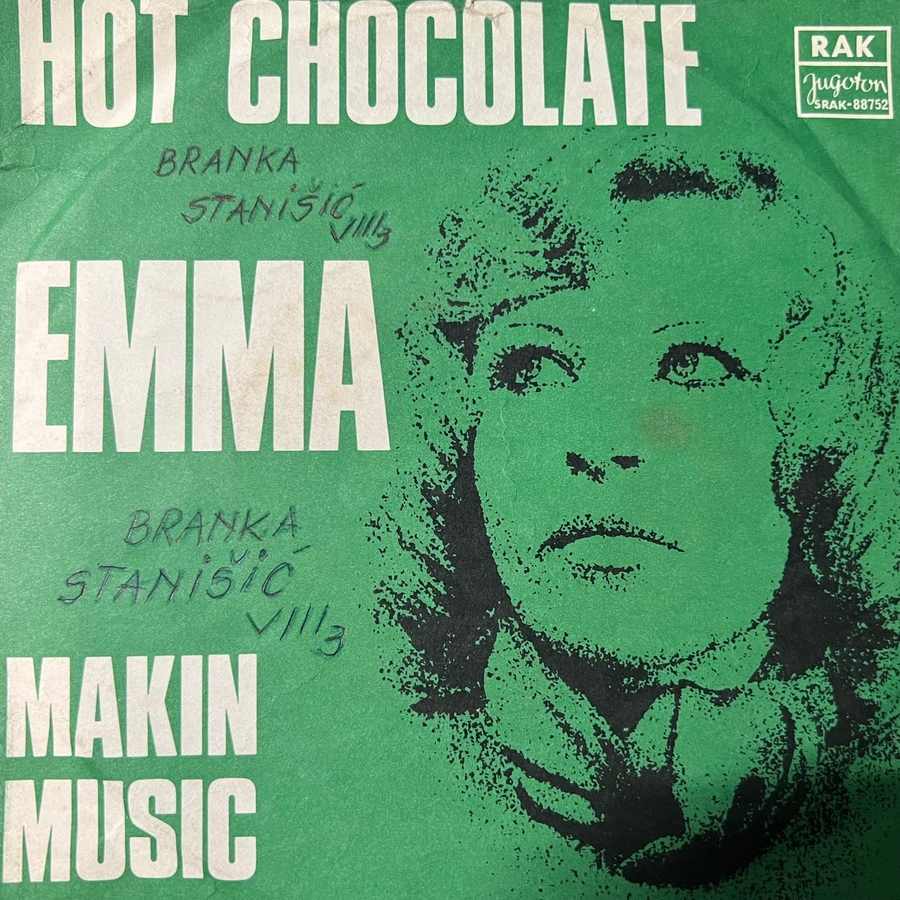 HOT CHOCOLATE
RAK
Jugoton
SRAK-88752
BRANKA
STANIŠIĆ
VIII3
EMMA
BRANKA
STANIŠIĆ
VIII3
MAKIN
MUSIC